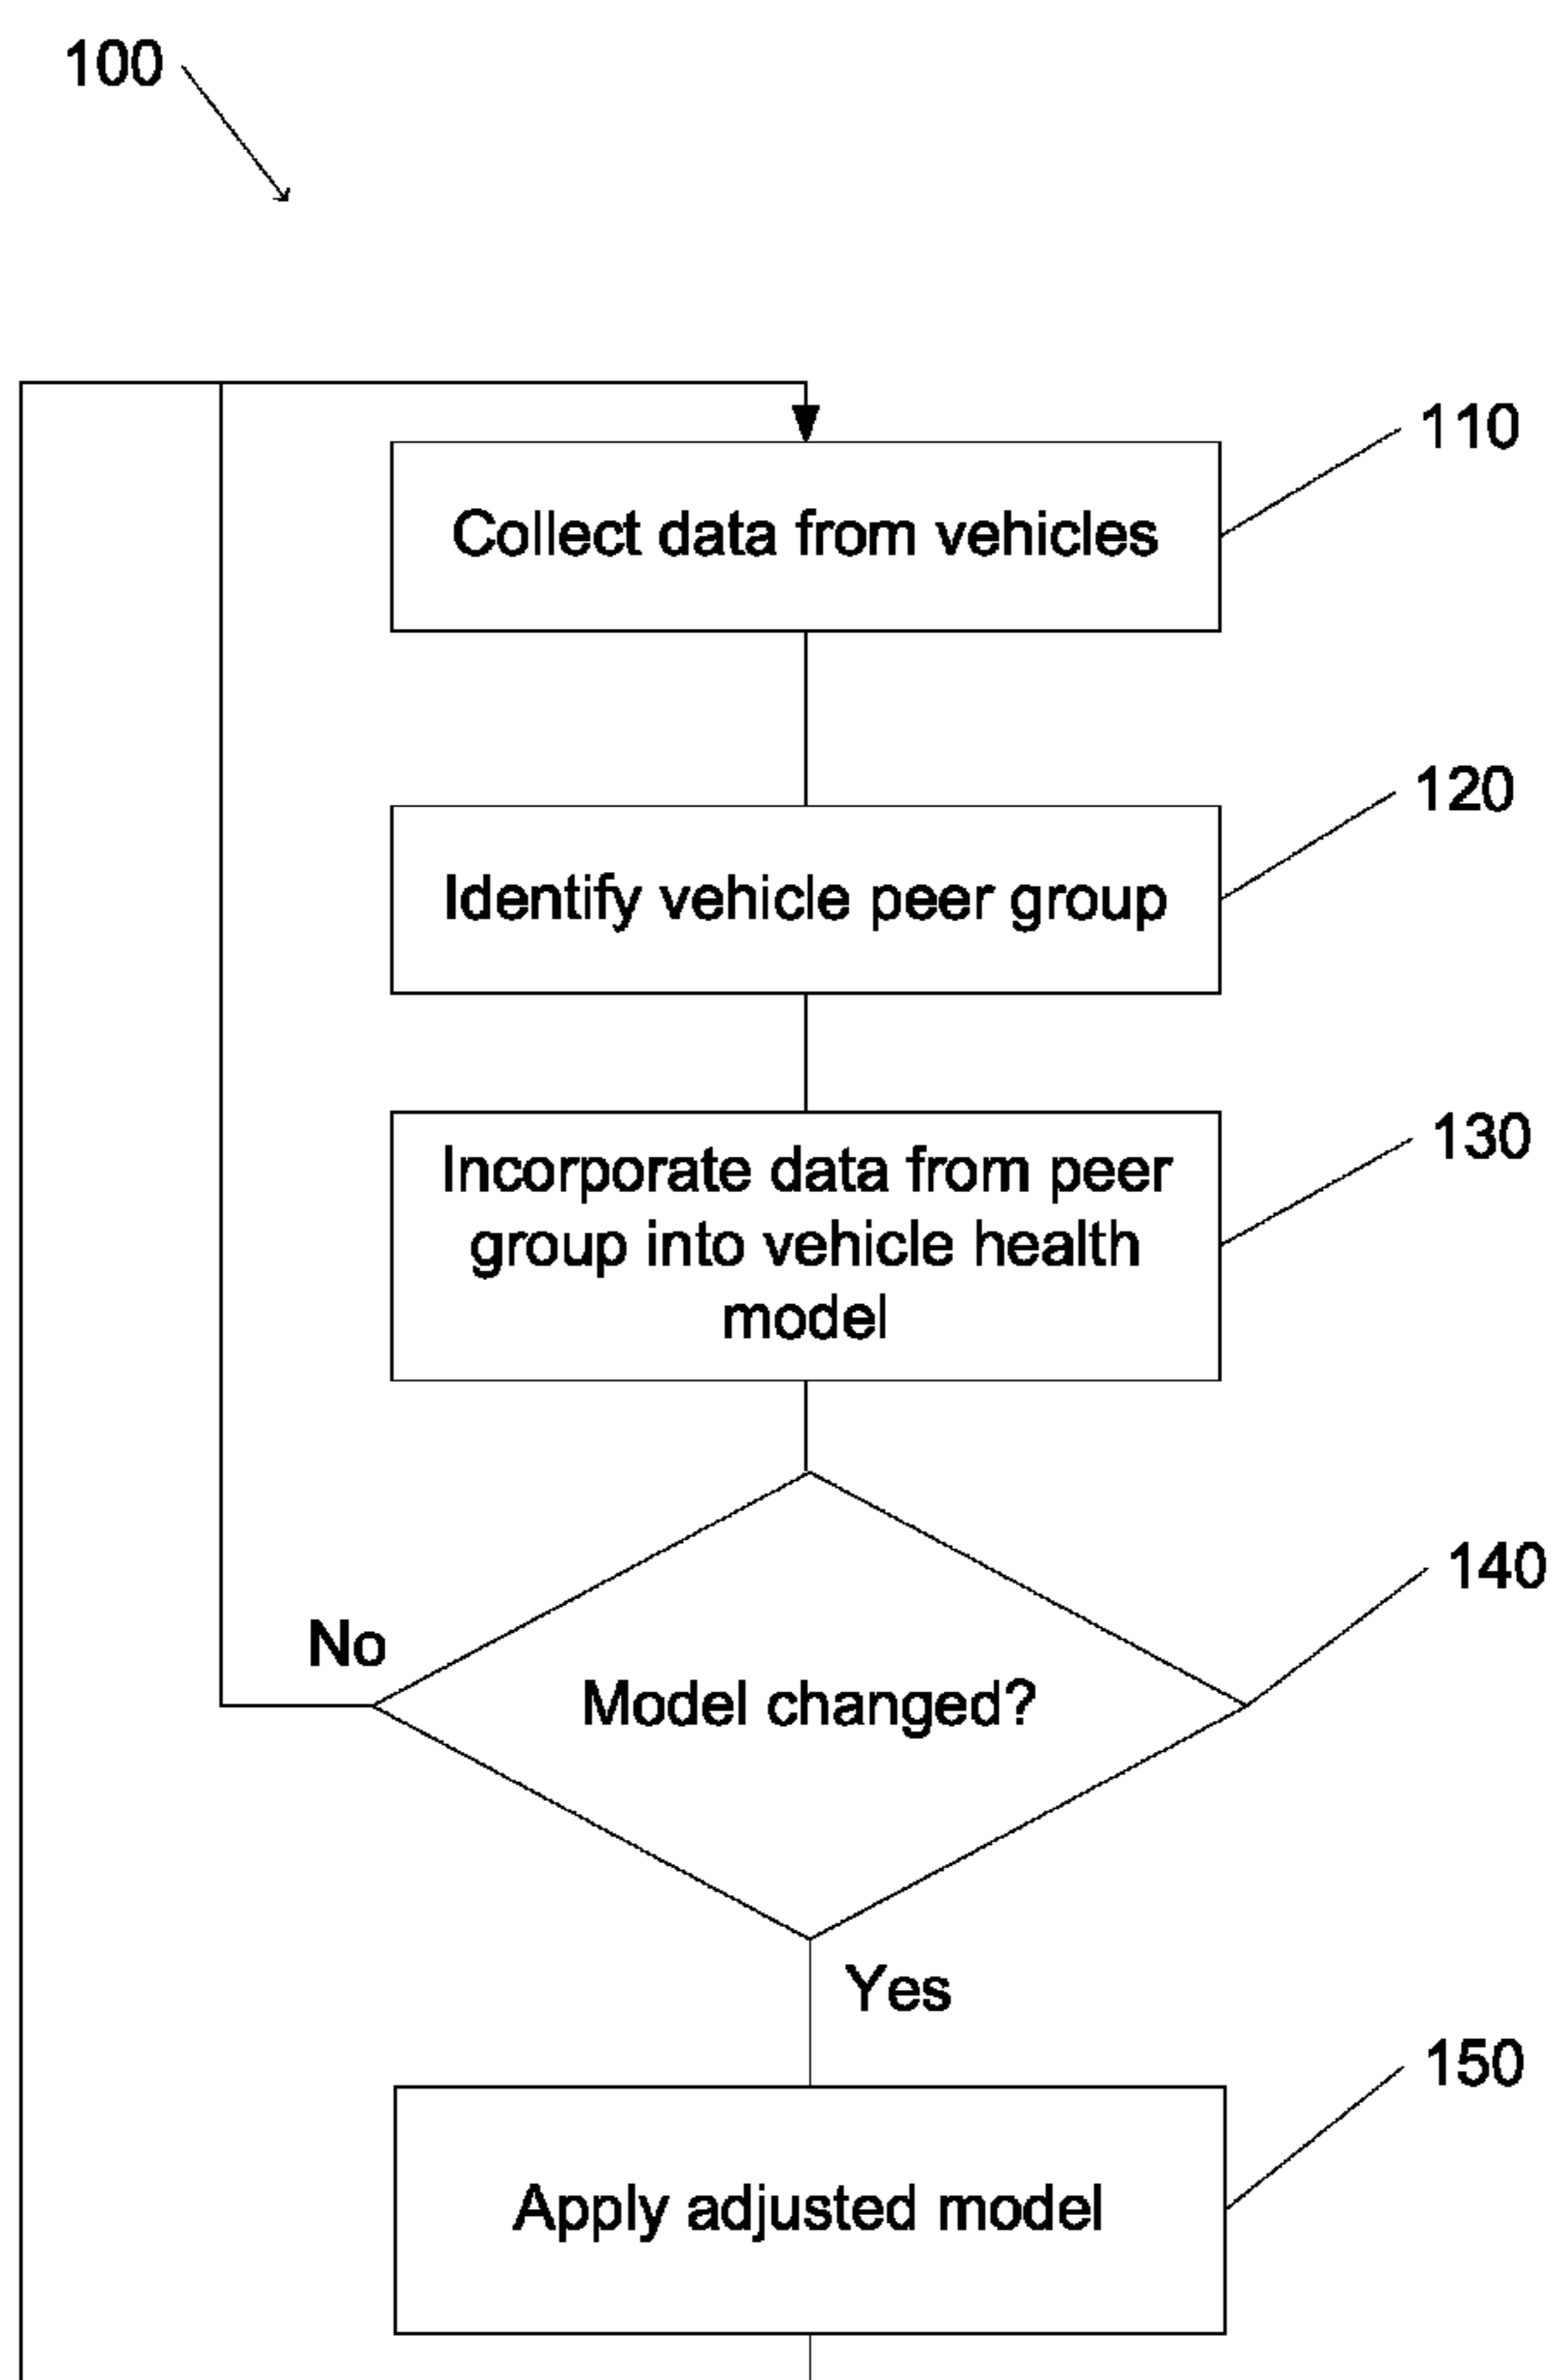 100
110
Collect data from vehicles
120
Identify vehicle peer group
130
Incorporate data from peer
group into vehicle health
model
140
No
Model changed?
Yes
150
Apply adjusted model